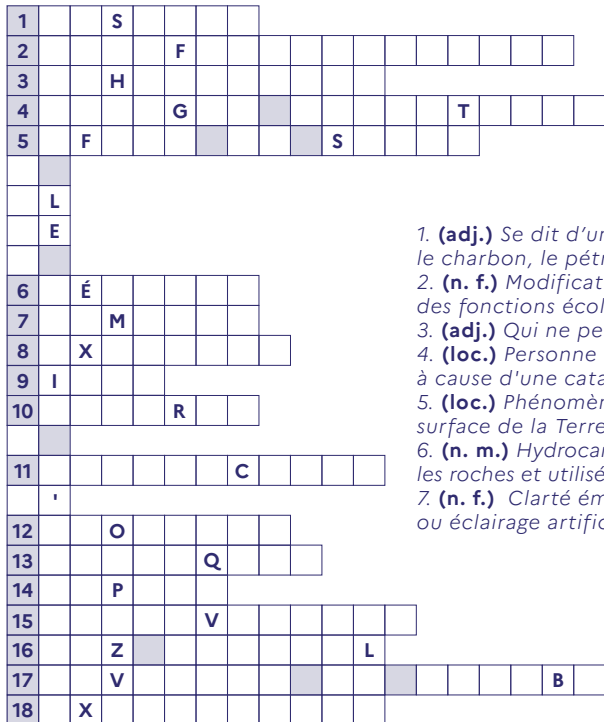 1 S
2 F
3 H
4 G T
5 F S
L
E
1. (adj.) Se dit d'un
le charbon, le pétr
2. (n. f.) Modificat
des fonctions écol
3. (adj.) Qui ne pe
4. (loc.) Personne
à cause d'une cata
5. (loc.) Phénomèn
surface de la Terre
6. (n. m.) Hydrocar
les roches et utilisé
7. (n. f.) Clarté ém
ou éclairage artific
6 É
7 M
8 X
9 I
10 R
11 C
'
12 O
13 Q
14 P
15 V
16 Z L
17 V B
18 X